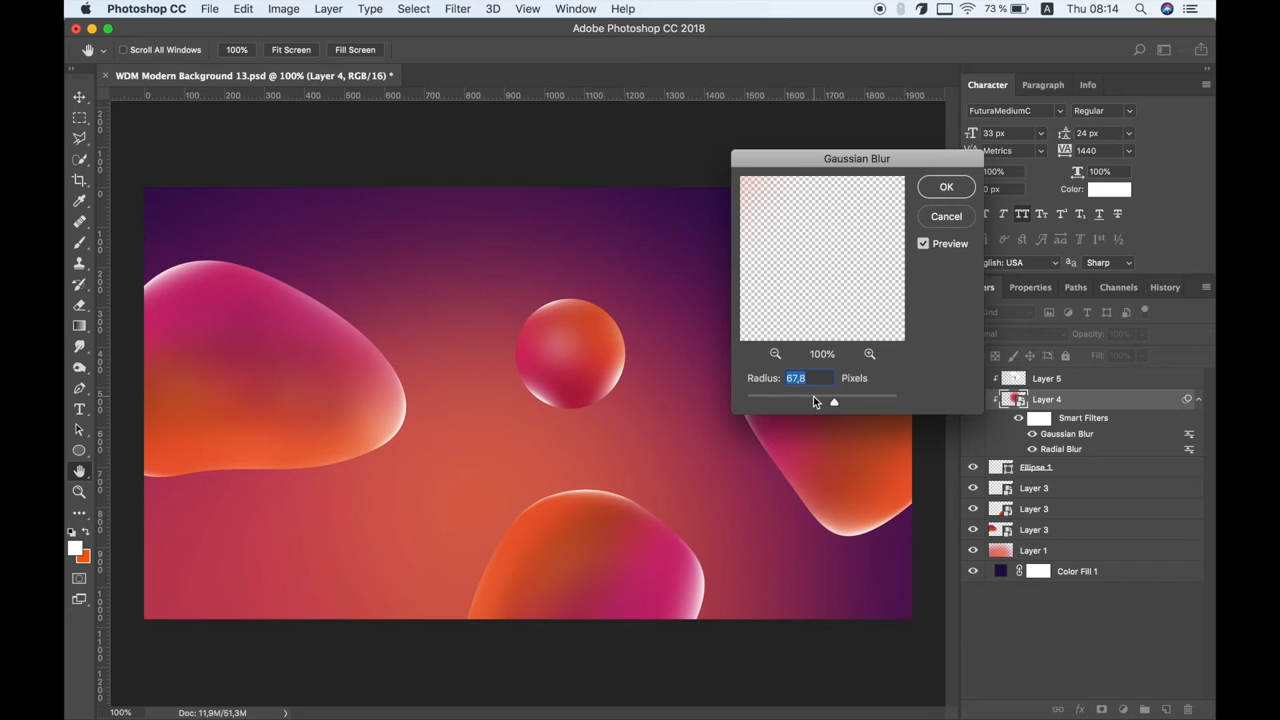 Photoshop CC File Edit Image Layer Type Select Filter 3D View Window Help 73 % A Thu 08:14
Adobe Photoshop CC 2018
Scroll All Windows 100% Fit Screen Fill Screen
× WDM Modern Background 13.psd @ 100% (Layer 4, RGB/16) *
Character Paragraph Info
0 100 200 300 400 500 600 700 800 900 1000 1100 1200 1300 1400 1500 1600 1700 1800 1900
FuturaMediumC Regular
33 px 24 px
Metrics 1440
100% 100%
0 px Color:
Gaussian Blur
OK
Cancel
Preview
English: USA aa Sharp
100%
Radius: 67,8 Pixels
ers Properties Paths Channels History
ind
mal Opacity: 100%
Fill: 100%
Layer 5
Layer 4
Smart Filters
Gaussian Blur
Radial Blur
Ellipse 1
Layer 3
Layer 3
Layer 3
Layer 1
Color Fill 1
100% Doc: 11,9M/51,3M